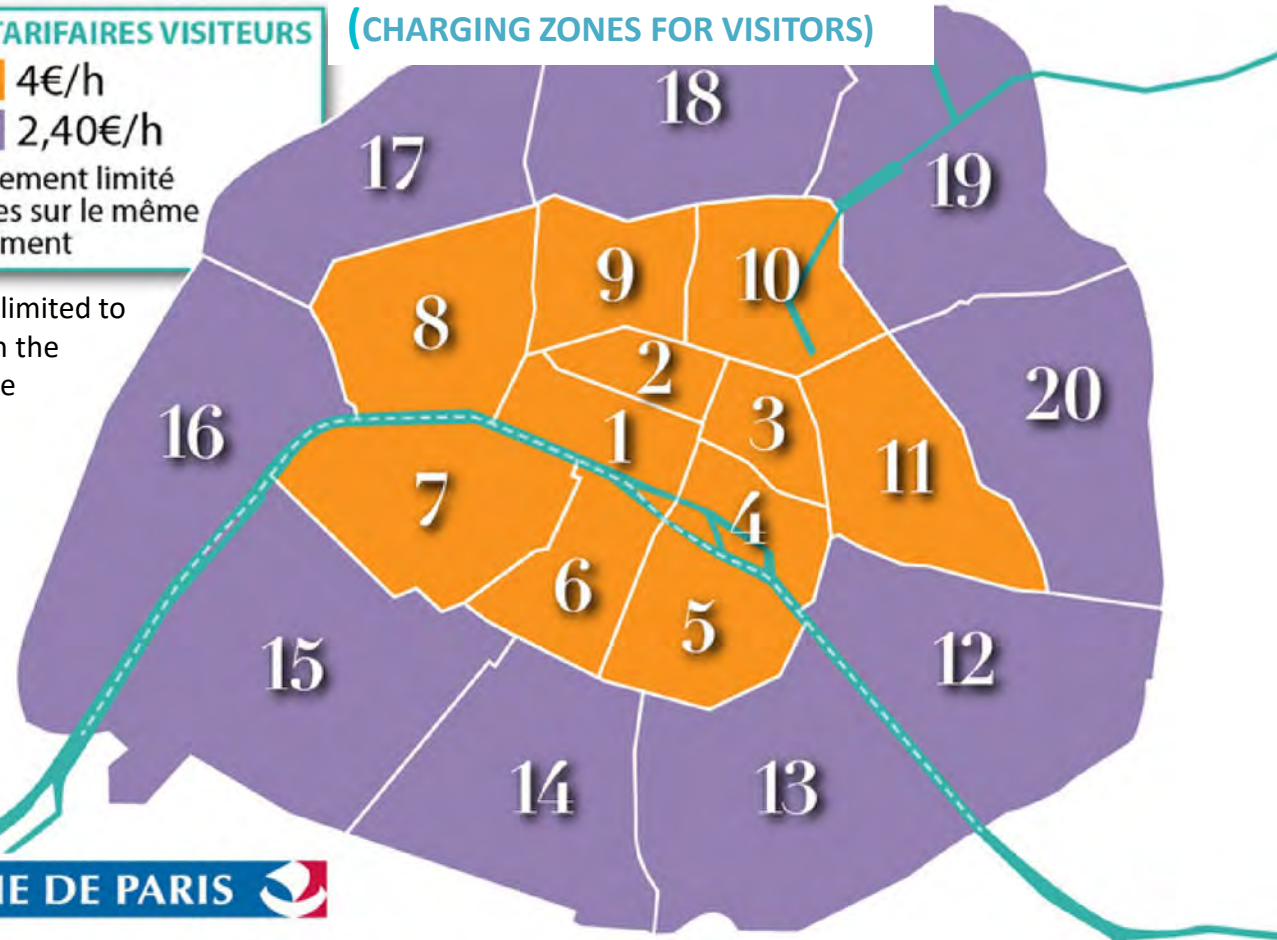 TARIFAIRES VISITEURS
(CHARGING ZONES FOR VISITORS)
4€/h
2,40€/h
ement limité
es sur le même
ment
limited to
n the
e
18
17
19
9
10
8
2
20
3
1
16
11
7
4
6
5
12
15
14
13
IE DE PARIS